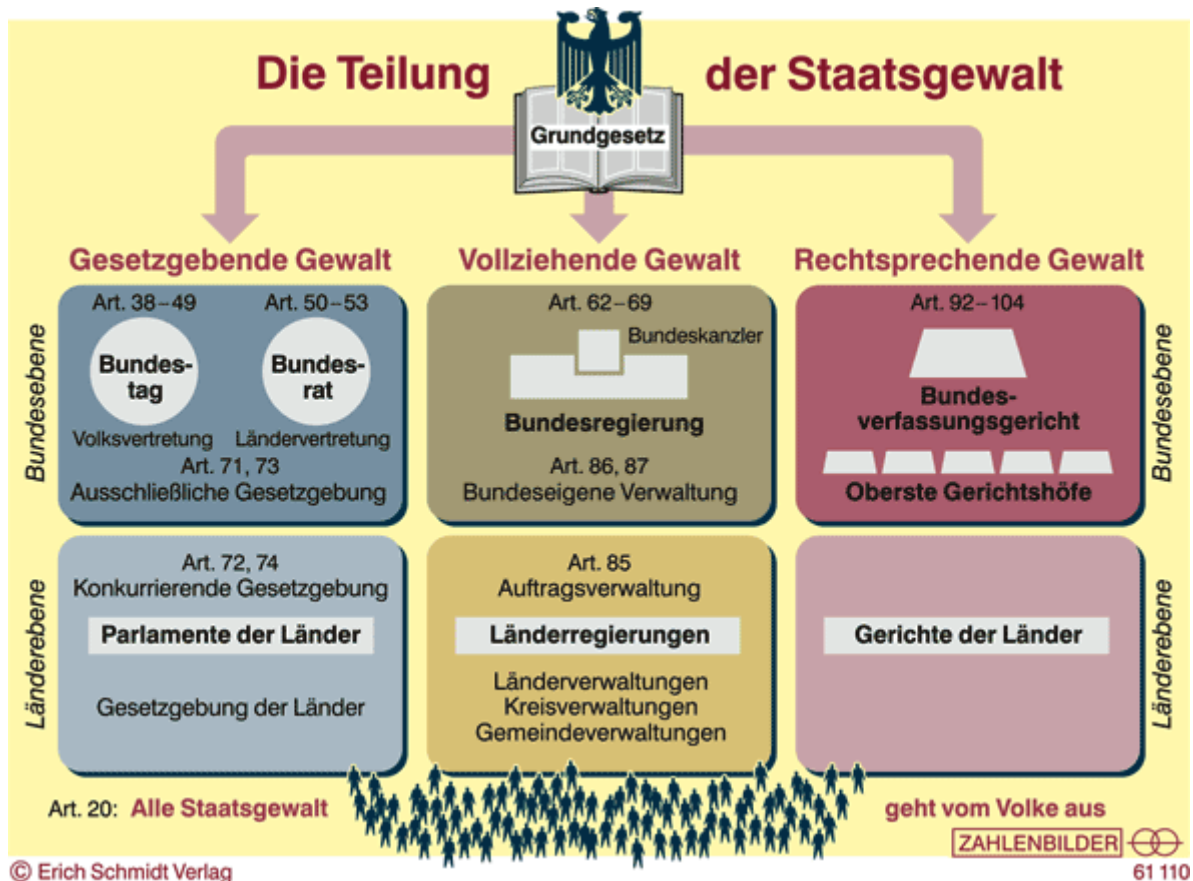 Die Teilung der Staatsgewalt
Grundgesetz
Gesetzgebende Gewalt
Vollziehende Gewalt
Rechtsprechende Gewalt
Bundesebene
Art. 38–49
Art. 50–53
Bundes-
tag
Bundes-
rat
Volksvertretung
Ländervertretung
Art. 71, 73
Ausschließliche Gesetzgebung
Art. 62–69
Bundeskanzler
Bundesregierung
Art. 86, 87
Bundeseigene Verwaltung
Art. 92–104
Bundes-
verfassungsgericht
Oberste Gerichtshöfe
Bundesebene
Länderebene
Art. 72, 74
Konkurrierende Gesetzgebung
Parlamente der Länder
Gesetzgebung der Länder
Art. 85
Auftragsverwaltung
Länderregierungen
Länderverwaltungen
Kreisverwaltungen
Gemeindeverwaltungen
Gerichte der Länder
Länderebene
Art. 20: Alle Staatsgewalt geht vom Volke aus
ZAHLENBILDER
© Erich Schmidt Verlag
61 110